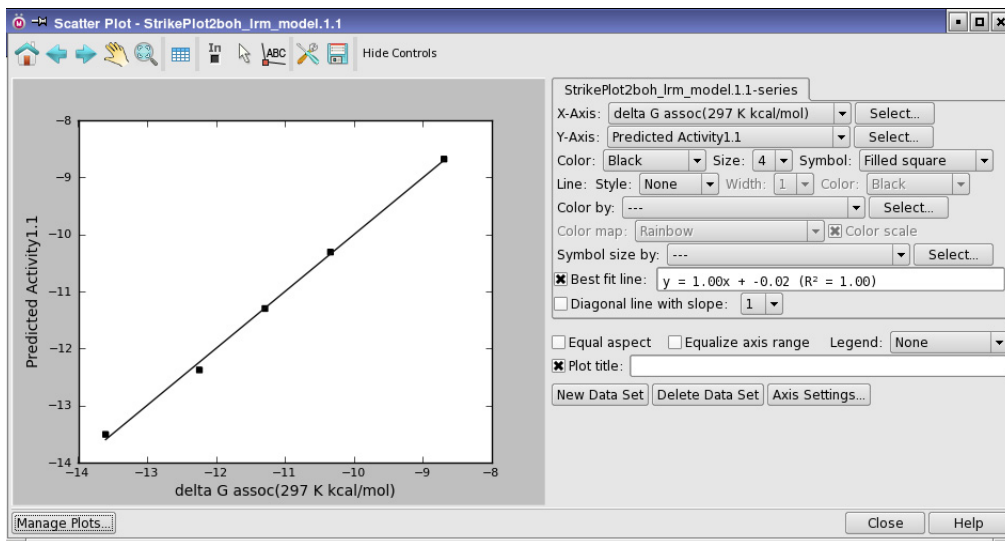 Scatter Plot - StrikePlot2boh_lrm_model.1.1
In ABC Hide Controls
−8
−9
−10
−11
−12
−13
−14
−14 −13 −12 −11 −10 −9 −8
Predicted Activity1.1
delta G assoc(297 K kcal/mol)
StrikePlot2boh_lrm_model.1.1-series
X-Axis: delta G assoc(297 K kcal/mol) Select...
Y-Axis: Predicted Activity1.1 Select...
Color: Black Size: 4 Symbol: Filled square
Line: Style: None Width: 1 Color: Black
Color by: --- Select...
Color map: Rainbow Color scale
Symbol size by: --- Select...
Best fit line: y = 1.00x + -0.02 (R² = 1.00)
Diagonal line with slope: 1
Equal aspect Equalize axis range Legend: None
Plot title:
New Data Set Delete Data Set Axis Settings...
Manage Plots... Close Help